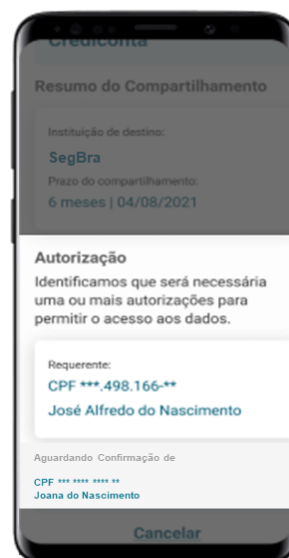 Crediconta
Resumo do Compartilhamento
Instituição de destino:
SegBra
Prazo do compartilhamento:
6 meses | 04/08/2021
Autorização
Identificamos que será necessária
uma ou mais autorizações para
permitir o acesso aos dados.
Requerente:
CPF ***.498.166-**
José Alfredo do Nascimento
Aguardando Confirmação de
CPF *** **** **** **
Joana do Nascimento
Cancelar